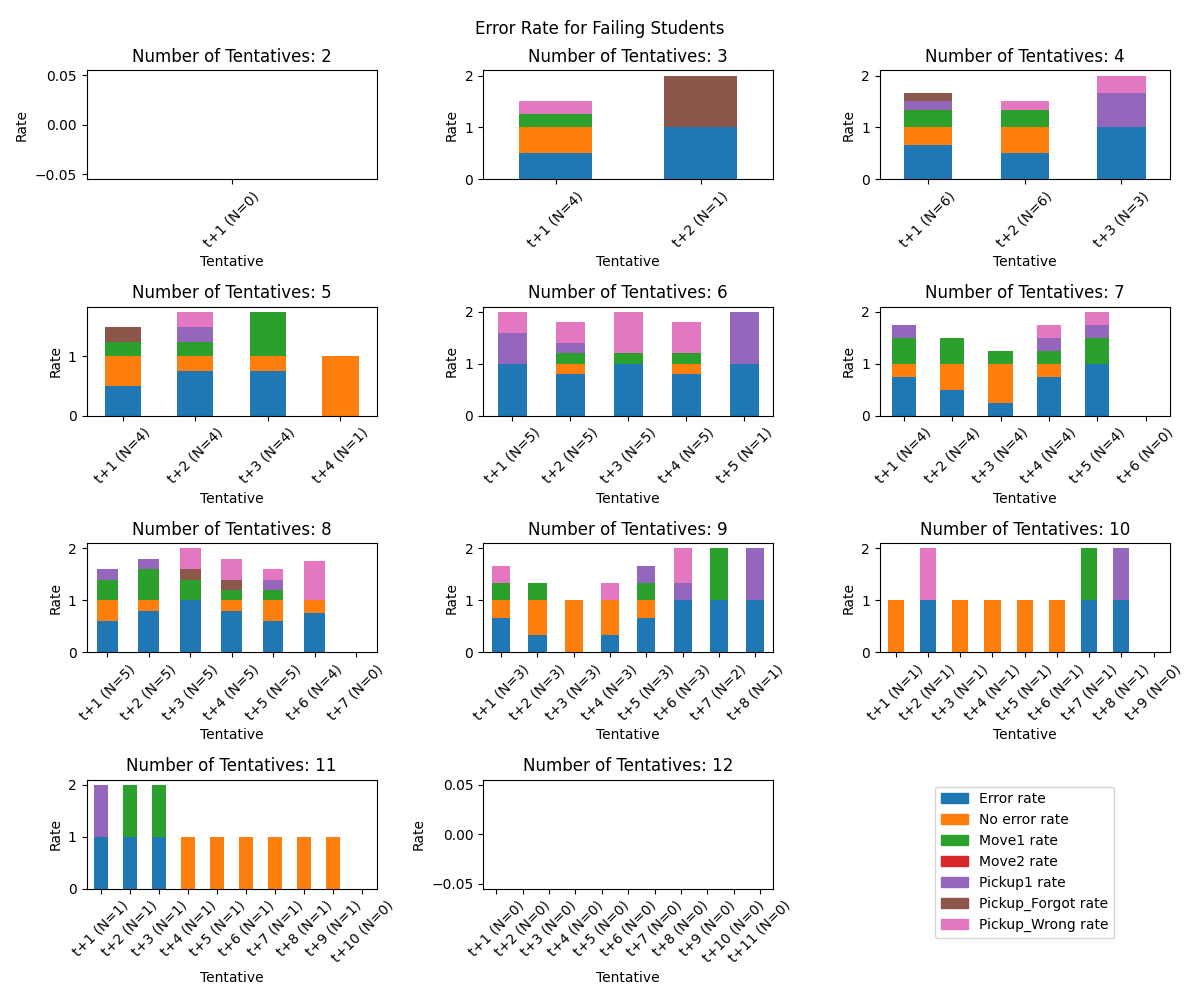 Error Rate for Failing Students
Number of Tentatives: 2
0.05
0.00
−0.05
Rate
t+1 (N=0)
Tentative
Number of Tentatives: 3
2
1
0
Rate
t+1 (N=4)
t+2 (N=1)
Tentative
Number of Tentatives: 4
2
1
0
Rate
t+1 (N=6)
t+2 (N=6)
t+3 (N=3)
Tentative
Number of Tentatives: 5
1
0
Rate
t+1 (N=4)
t+2 (N=4)
t+3 (N=4)
t+4 (N=1)
Tentative
Number of Tentatives: 6
2
1
0
Rate
t+1 (N=5)
t+2 (N=5)
t+3 (N=5)
t+4 (N=5)
t+5 (N=1)
Tentative
Number of Tentatives: 7
2
1
0
Rate
t+1 (N=4)
t+2 (N=4)
t+3 (N=4)
t+4 (N=4)
t+5 (N=4)
t+6 (N=0)
Tentative
Number of Tentatives: 8
2
1
0
Rate
t+1 (N=5)
t+2 (N=5)
t+3 (N=5)
t+4 (N=5)
t+5 (N=5)
t+6 (N=4)
t+7 (N=0)
Tentative
Number of Tentatives: 9
2
1
0
Rate
t+1 (N=3)
t+2 (N=3)
t+3 (N=3)
t+4 (N=3)
t+5 (N=3)
t+6 (N=3)
t+7 (N=2)
t+8 (N=1)
Tentative
Number of Tentatives: 10
2
1
0
Rate
t+1 (N=1)
t+2 (N=1)
t+3 (N=1)
t+4 (N=1)
t+5 (N=1)
t+6 (N=1)
t+7 (N=1)
t+8 (N=1)
t+9 (N=0)
Tentative
Number of Tentatives: 11
2
1
0
Rate
t+1 (N=1)
t+2 (N=1)
t+3 (N=1)
t+4 (N=1)
t+5 (N=1)
t+6 (N=1)
t+7 (N=1)
t+8 (N=1)
t+9 (N=1)
t+10 (N=0)
Tentative
Number of Tentatives: 12
0.05
0.00
−0.05
Rate
t+1 (N=0)
t+2 (N=0)
t+3 (N=0)
t+4 (N=0)
t+5 (N=0)
t+6 (N=0)
t+7 (N=0)
t+8 (N=0)
t+9 (N=0)
t+10 (N=0)
t+11 (N=0)
Tentative
Error rate
No error rate
Move1 rate
Move2 rate
Pickup1 rate
Pickup_Forgot rate
Pickup_Wrong rate